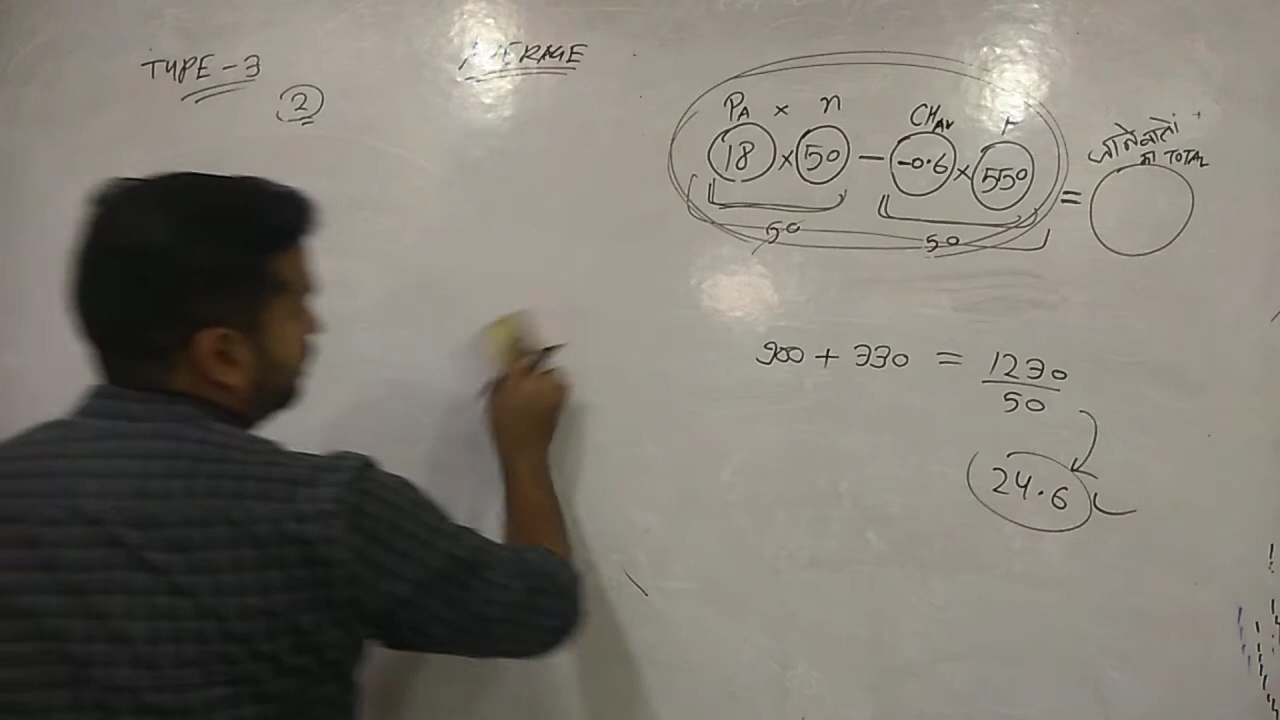 TYPE-3
AVERAGE
2
PA × n CHAV r
18 × 50 - -0.6 × 550 =
50 50
जानेवालो का TOTAL
900 + 330 = 1230
50
24.6